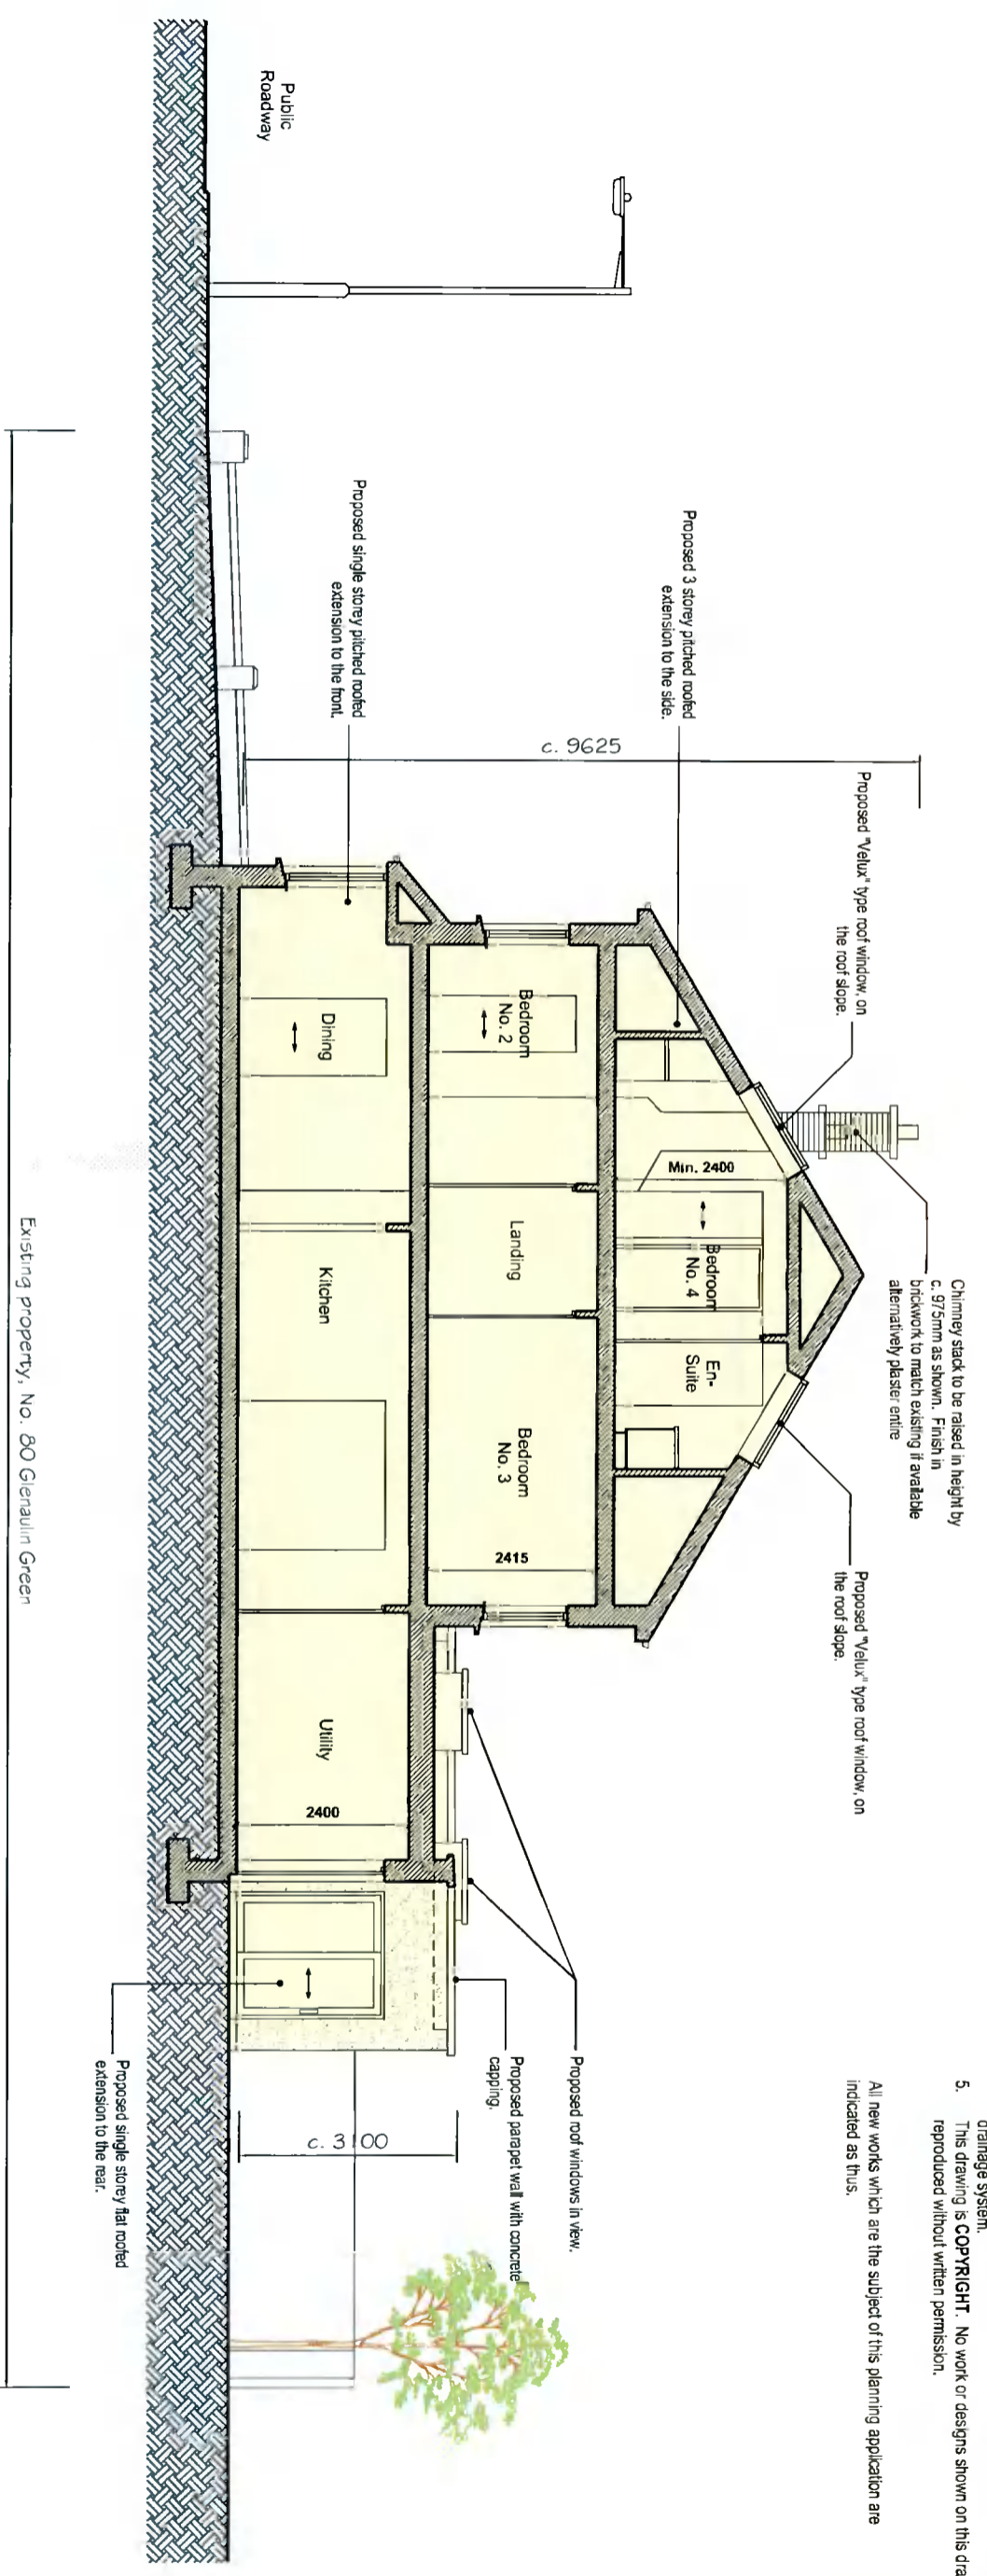 drainage system.
5. This drawing is COPYRIGHT. No work or designs shown on this dra
reproduced without written permission.
All new works which are the subject of this planning application are
indicated as thus.
Chimney stack to be raised in height by
c. 975mm as shown. Finish in
brickwork to match existing if available
alternatively plaster entire
Proposed "Velux" type roof window, on
the roof slope.
Proposed "Velux" type roof window, on
the roof slope.
Proposed 3 storey pitched roofed
extension to the side.
c. 9625
Min. 2400
Bedroom
No. 4
En-
Suite
Public
Roadway
Bedroom
No. 2
Landing
Bedroom
No. 3
2415
Proposed roof windows in view.
Proposed parapet wall with concrete
capping.
Proposed single storey pitched roofed
extension to the front.
Dining
Kitchen
Utility
2400
c. 3100
Proposed single storey flat roofed
extension to the rear.
Existing property, No. 80 Glenaulin Green